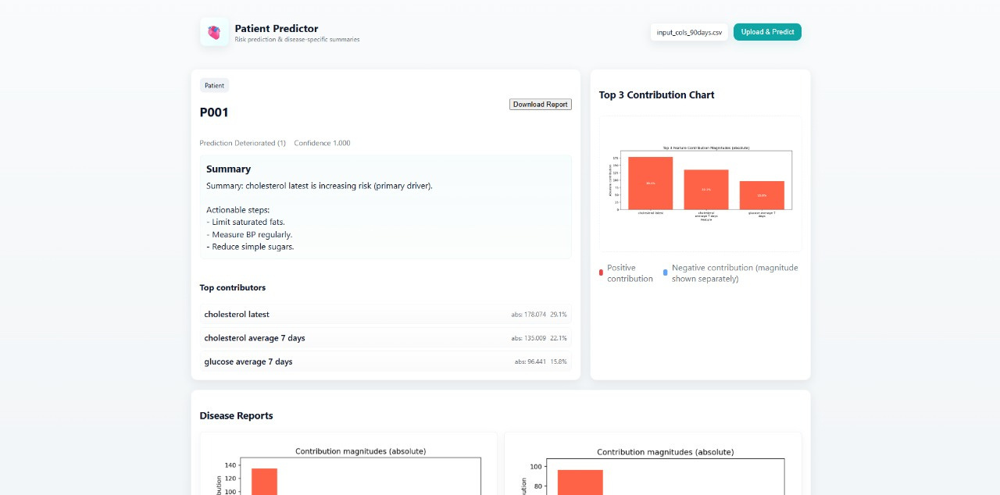 Patient Predictor
Risk prediction & disease-specific summaries
input_cols_90days.csv
Upload & Predict
Patient
P001
Download Report
Prediction Deteriorated (1) Confidence 1.000
Summary
Summary: cholesterol latest is increasing risk (primary driver).
Actionable steps:
- Limit saturated fats.
- Measure BP regularly.
- Reduce simple sugars.
Top contributors
cholesterol latest abs: 178.074 29.1%
cholesterol average 7 days abs: 135.009 22.1%
glucose average 7 days abs: 96.441 15.8%
Top 3 Contribution Chart
Top 3 Feature Contribution Magnitudes (absolute)
Absolute contribution
175
150
125
100
75
50
25
0
29.1%
22.1%
15.8%
cholesterol latest
cholesterol
average 7 days
glucose average 7
days
Feature
Positive
contribution
Negative contribution (magnitude
shown separately)
Disease Reports
Contribution magnitudes (absolute)
140
120
100
Contribution magnitudes (absolute)
100
80